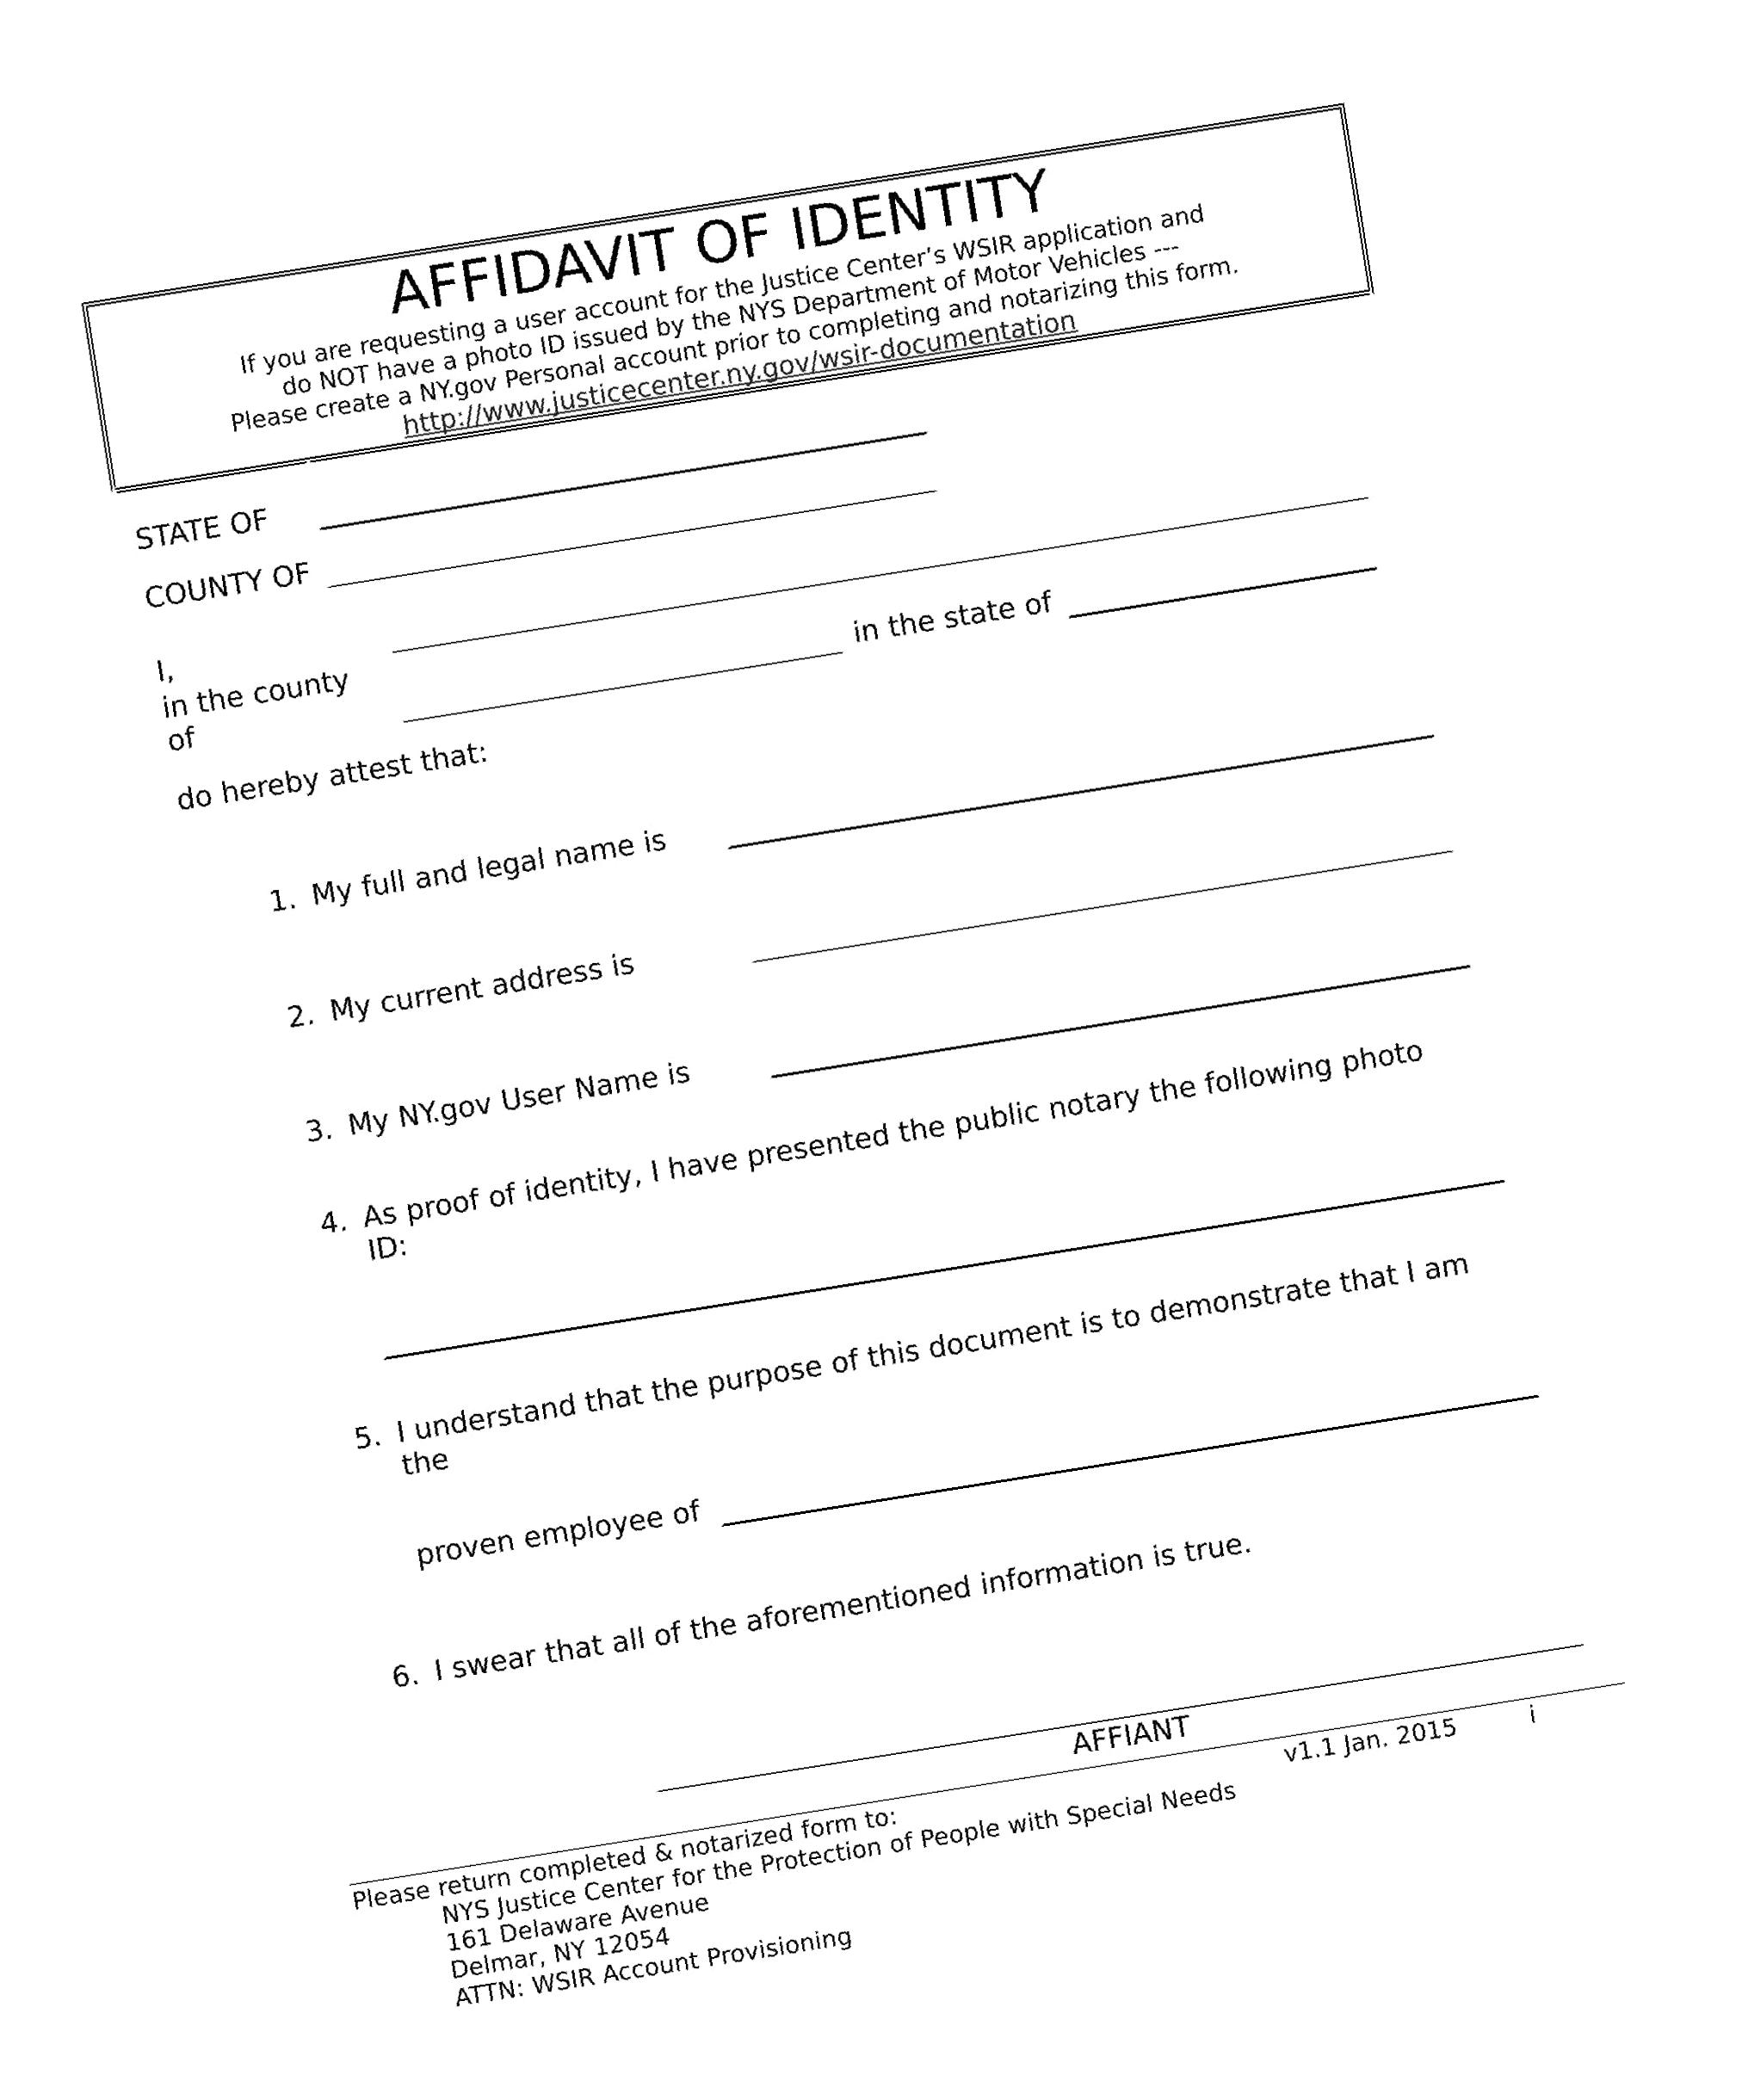 AFFIDAVIT OF IDENTITY
If you are requesting a user account for the Justice Center's WSIR application and
do NOT have a photo ID issued by the NYS Department of Motor Vehicles ---
Please create a NY.gov Personal account prior to completing and notarizing this form.
http://www.justicecenter.ny.gov/wsir-documentation
STATE OF
COUNTY OF
I,
in the county
of
in the state of
do hereby attest that:
1. My full and legal name is
2. My current address is
3. My NY.gov User Name is
4. As proof of identity, I have presented the public notary the following photo
ID:
5. I understand that the purpose of this document is to demonstrate that I am
the
proven employee of
6. I swear that all of the aforementioned information is true.
AFFIANT
v1.1 Jan. 2015 i
Please return completed & notarized form to:
NYS Justice Center for the Protection of People with Special Needs
161 Delaware Avenue
Delmar, NY 12054
ATTN: WSIR Account Provisioning